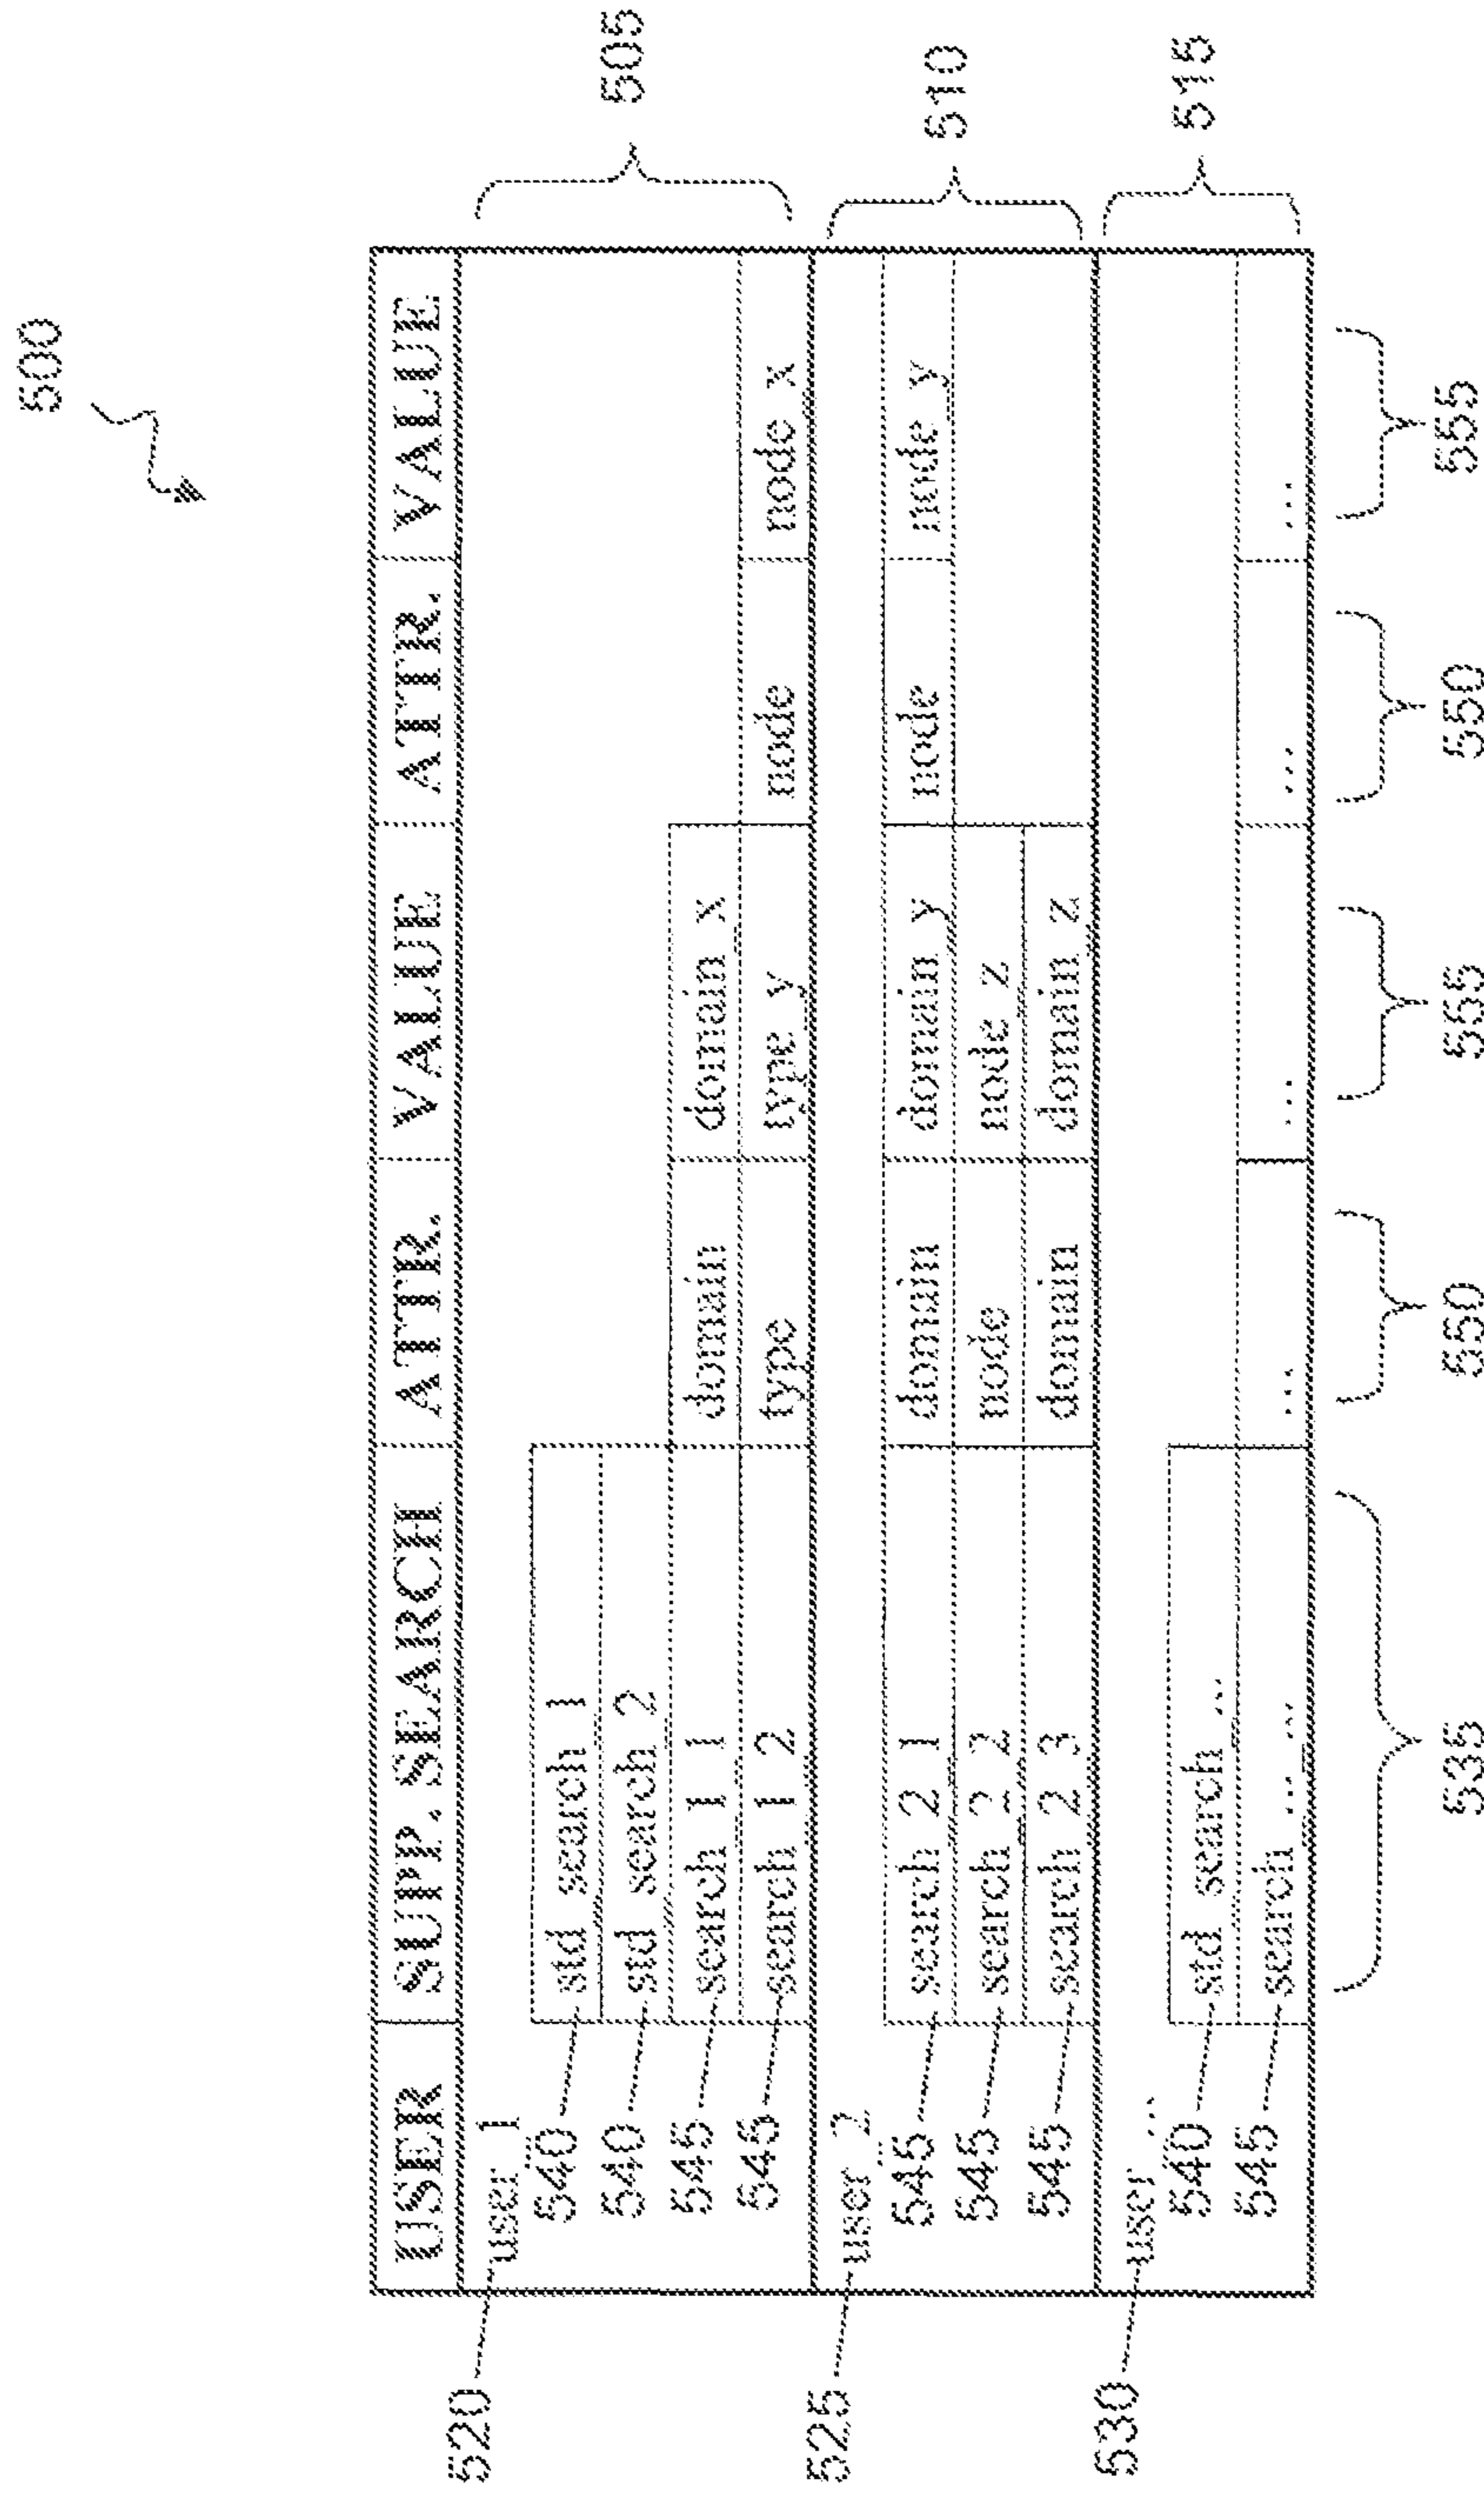 500
USER SUPP. SEARCH ATTR. VALUE ATTR. VALUE
520 user_1 505
540 std_search_1
540 std_search_2
545 search_1_1 domain domain_x
545 search_1_2 type type_y node node_x
525 user_2 510
545 search_2_1 domain domain_y node node_y
545 search_2_2 node node_z
545 search_2_3 domain domain_z
530 user_... 515
540 std_search_...
545 search_..._... ... ... ... ...
535 550 555 550 555